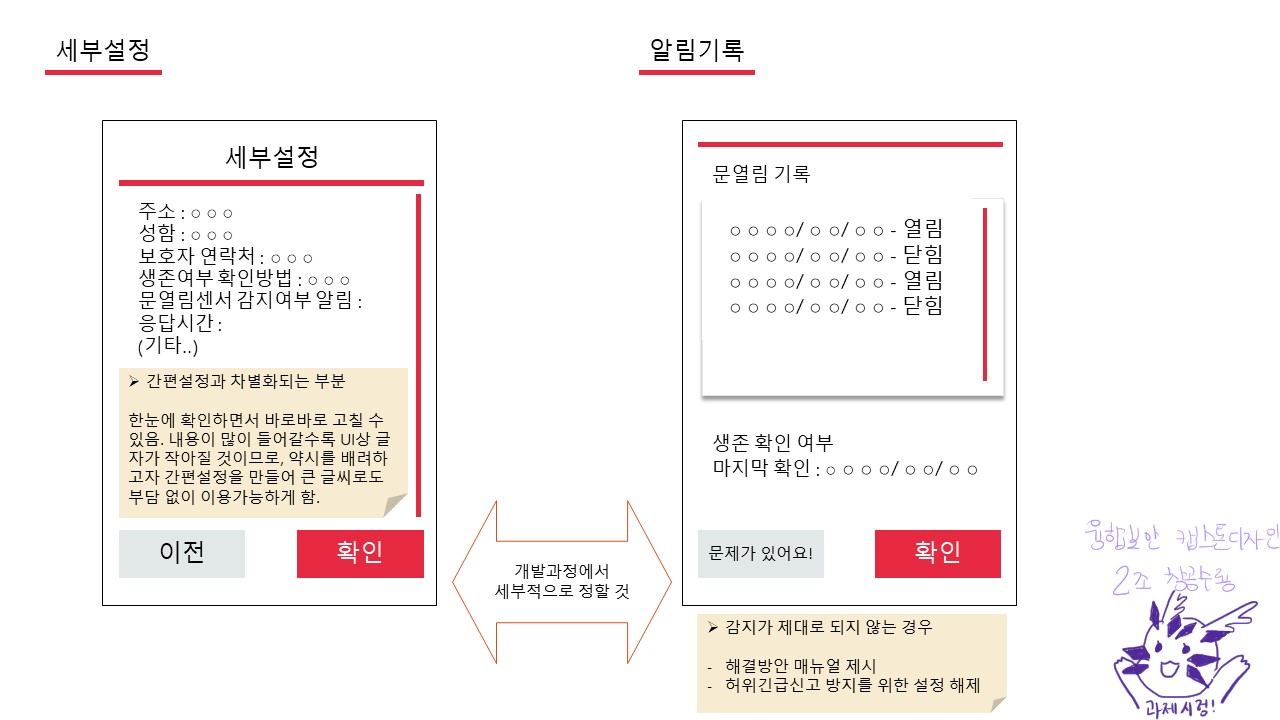 세부설정
알림기록
세부설정
주소 : ○ ○ ○
성함 : ○ ○ ○
보호자 연락처 : ○ ○ ○
생존여부 확인방법 : ○ ○ ○
문열림센서 감지여부 알림 :
응답시간 :
(기타..)
➢ 간편설정과 차별화되는 부분
한눈에 확인하면서 바로바로 고칠 수
있음. 내용이 많이 들어갈수록 UI상 글
자가 작아질 것이므로, 약시를 배려하
고자 간편설정을 만들어 큰 글씨로도
부담 없이 이용가능하게 함.
이전
확인
개발과정에서
세부적으로 정할 것
문열림 기록
○ ○ ○ ○/ ○ ○/ ○ ○ - 열림
○ ○ ○ ○/ ○ ○/ ○ ○ - 닫힘
○ ○ ○ ○/ ○ ○/ ○ ○ - 열림
○ ○ ○ ○/ ○ ○/ ○ ○ - 닫힘
생존 확인 여부
마지막 확인 : ○ ○ ○ ○/ ○ ○/ ○ ○
문제가 있어요!
확인
➢ 감지가 제대로 되지 않는 경우
- 해결방안 매뉴얼 제시
- 허위긴급신고 방지를 위한 설정 해제
융합보안 캡스톤디자인
2조 창공수룡
과제시렁!